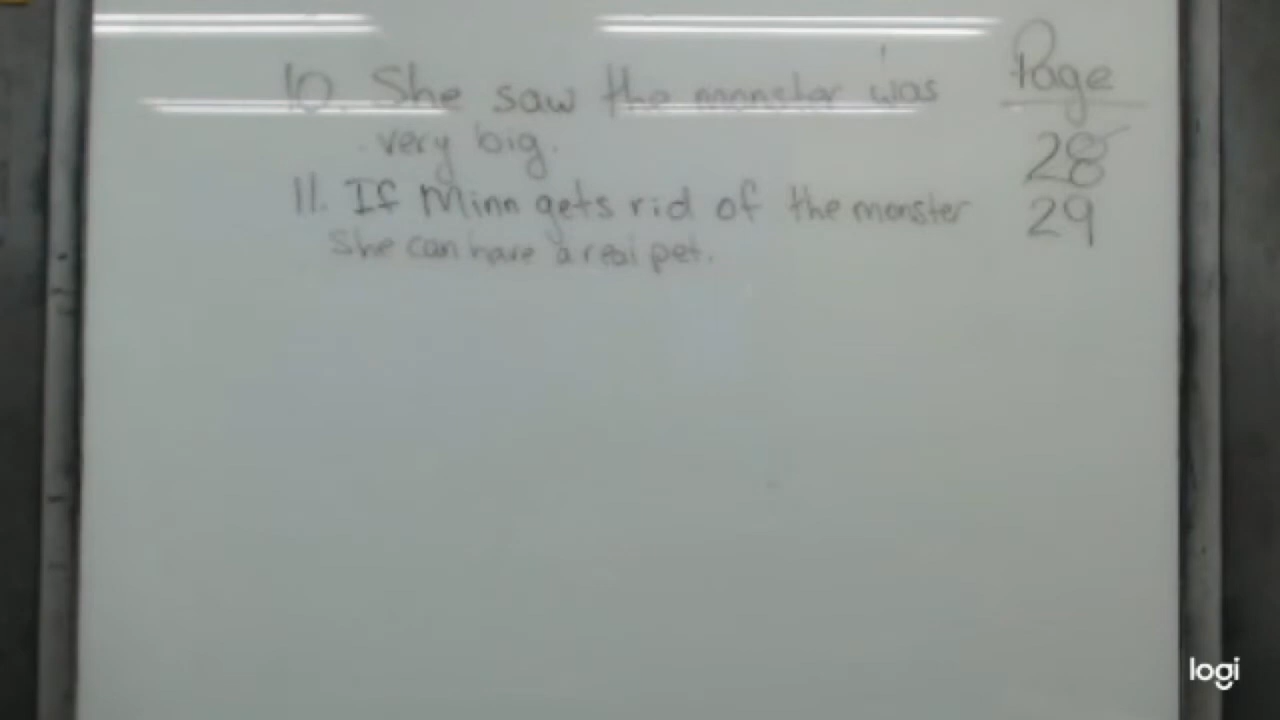 Page
10. She saw the monster was
very big. 28
11. If Minn gets rid of the monster 29
She can have a real pet.
logi